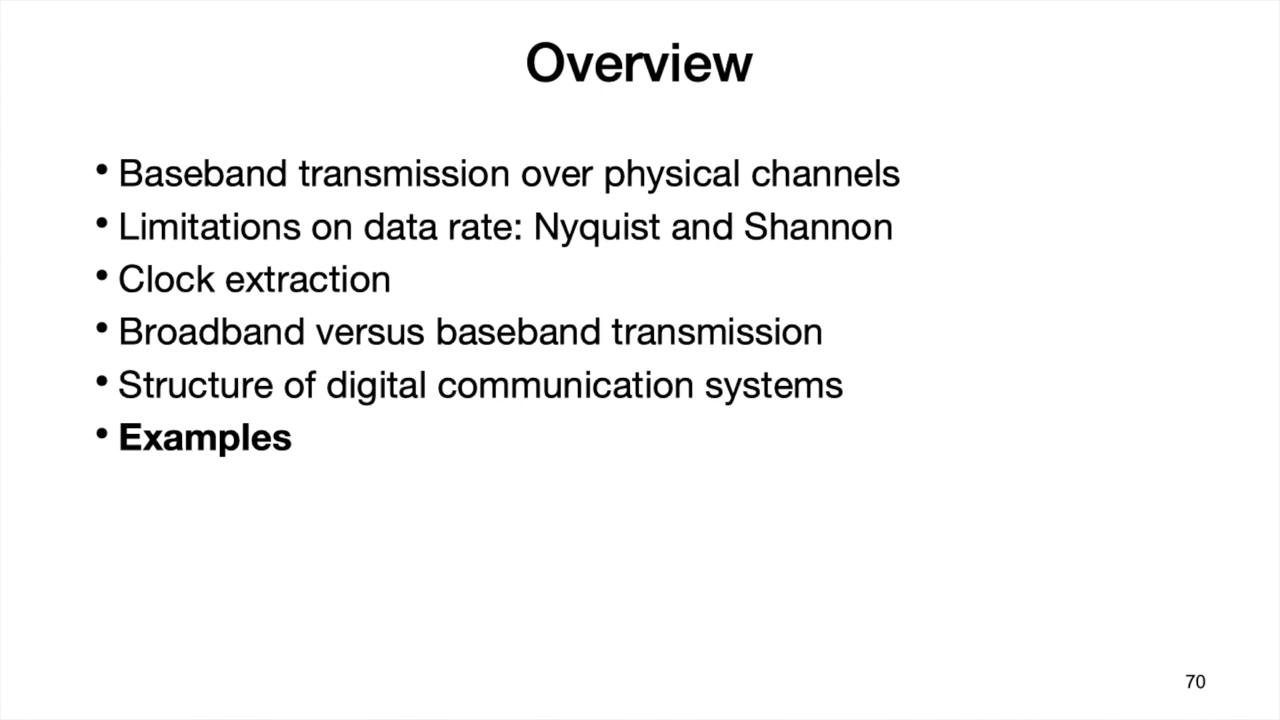 Overview
• Baseband transmission over physical channels
• Limitations on data rate: Nyquist and Shannon
• Clock extraction
• Broadband versus baseband transmission
• Structure of digital communication systems
• Examples
70